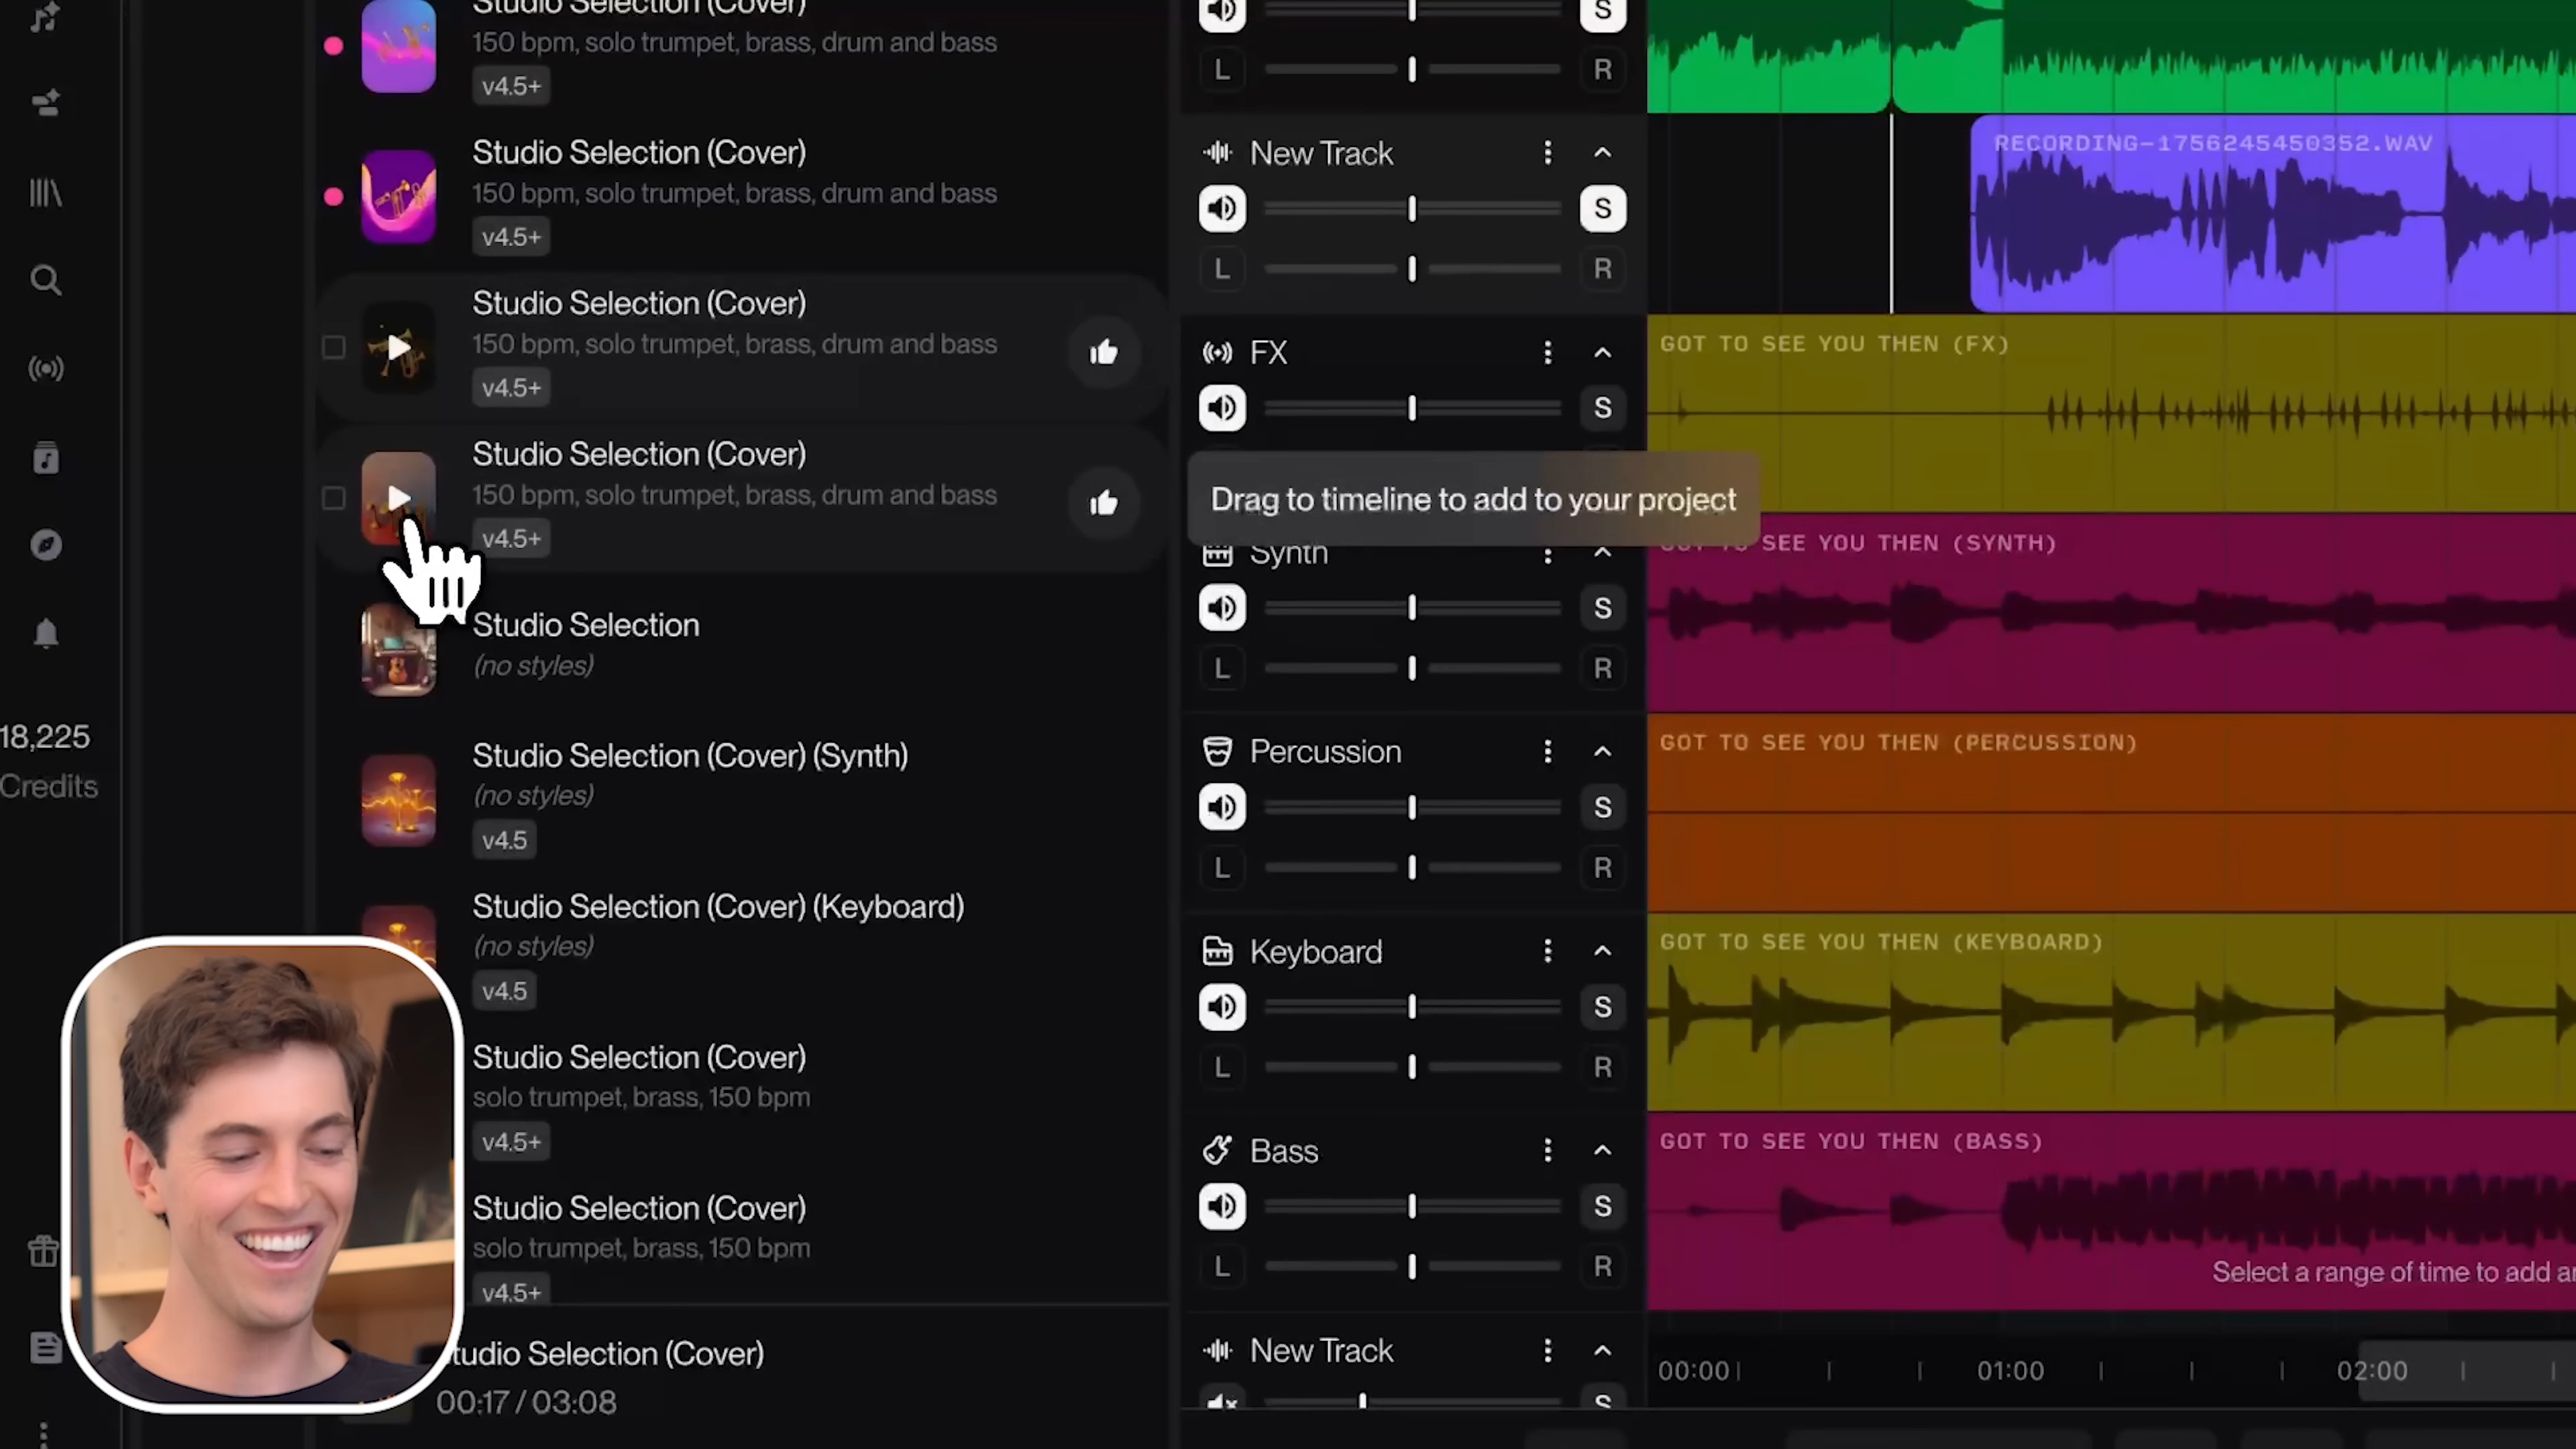 Studio Selection (Cover)
150 bpm, solo trumpet, brass, drum and bass
v4.5+
Studio Selection (Cover)
150 bpm, solo trumpet, brass, drum and bass
v4.5+
Studio Selection (Cover)
150 bpm, solo trumpet, brass, drum and bass
v4.5+
Studio Selection (Cover)
150 bpm, solo trumpet, brass, drum and bass
v4.5+
Studio Selection
(no styles)
Studio Selection (Cover) (Synth)
(no styles)
v4.5
Studio Selection (Cover) (Keyboard)
(no styles)
v4.5
Studio Selection (Cover)
solo trumpet, brass, 150 bpm
v4.5+
Studio Selection (Cover)
solo trumpet, brass, 150 bpm
v4.5+
tudio Selection (Cover)
00:17 / 03:08
18,225
Credits
S
L R
New Track
S
L R
FX
S
Drag to timeline to add to your project
Synth
S
L R
Percussion
S
L R
Keyboard
S
L R
Bass
S
L R
New Track
S
RECORDING-1756245450352.WAV
GOT TO SEE YOU THEN (FX)
SEE YOU THEN (SYNTH)
GOT TO SEE YOU THEN (PERCUSSION)
GOT TO SEE YOU THEN (KEYBOARD)
GOT TO SEE YOU THEN (BASS)
Select a range of time to add
00:00 01:00 02:00